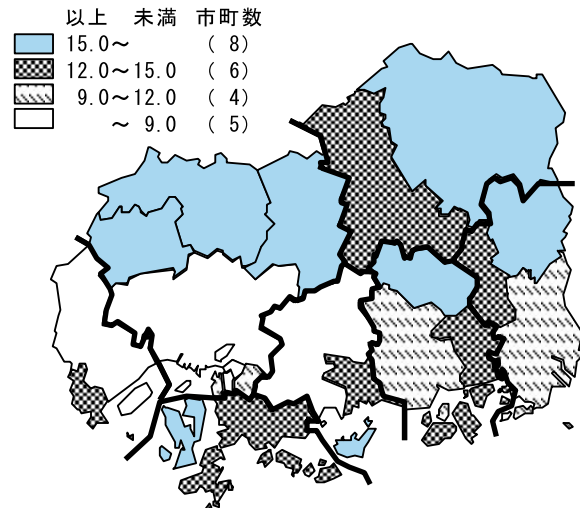 以上 未満 市町数
15.0～ ( 8)
12.0～15.0 ( 6)
9.0～12.0 ( 4)
～ 9.0 ( 5)